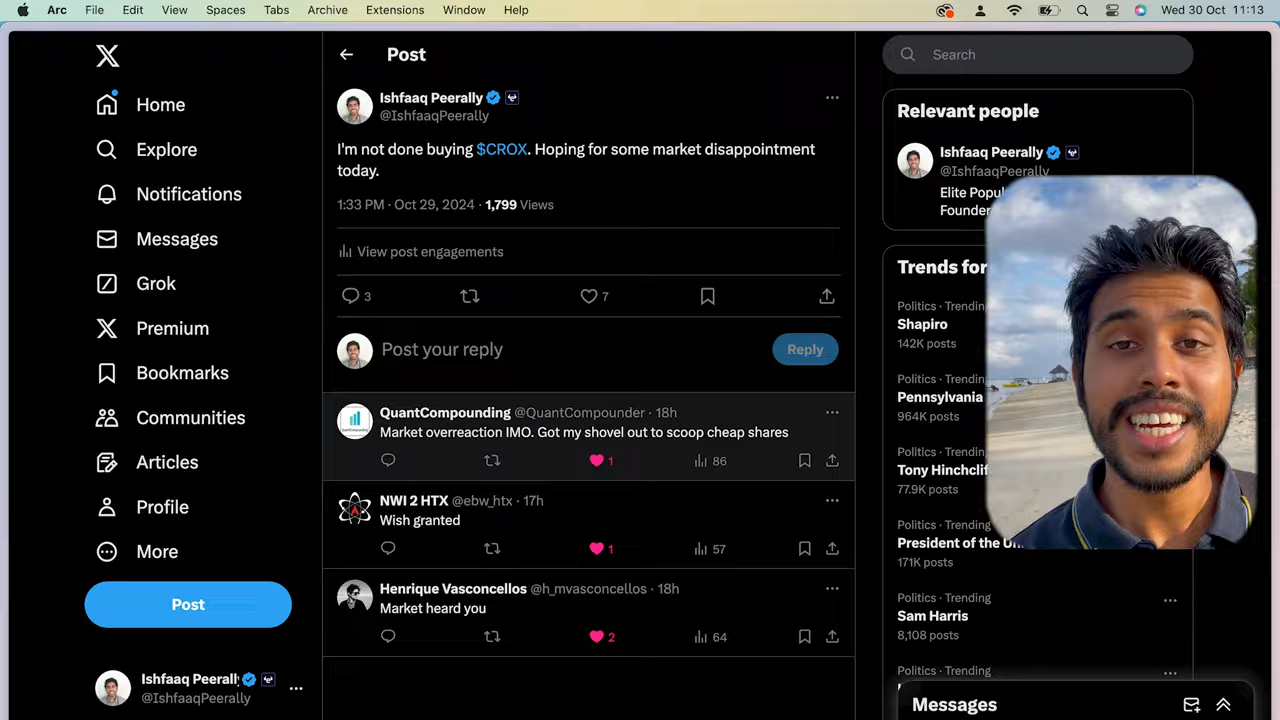 Arc File Edit View Spaces Tabs Archive Extensions Window Help Wed 30 Oct 11:13
Home
Explore
Notifications
Messages
Grok
Premium
Bookmarks
Communities
Articles
Profile
More
Post
Ishfaaq Peerall
@IshfaaqPeerally
Post
Ishfaaq Peerally
@IshfaaqPeerally
I'm not done buying $CROX. Hoping for some market disappointment
today.
1:33 PM · Oct 29, 2024 · 1,799 Views
View post engagements
3 7
Post your reply Reply
QuantCompounding @QuantCompounder · 18h
Market overreaction IMO. Got my shovel out to scoop cheap shares
1 86
NWI 2 HTX @ebw_htx · 17h
Wish granted
1 57
Henrique Vasconcellos @h_mvasconcellos · 18h
Market heard you
2 64
Search
Relevant people
Ishfaaq Peerally
@IshfaaqPeerally
Elite
Founder
Trends for
Politics · Trending
Shapiro
142K posts
Politics · Trending
Pennsylvania
964K posts
Politics · Trending
Tony
77.9K posts
Politics · Trending
President of the
171K posts
Politics · Trending
Sam Harris
8,108 posts
Politics · Trending
Messages